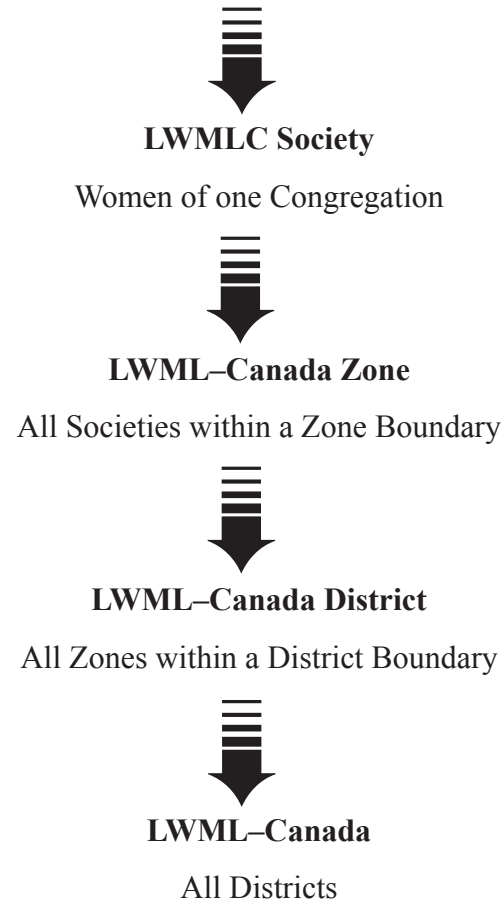 LWMLC Society
Women of one Congregation
LWML–Canada Zone
All Societies within a Zone Boundary
LWML–Canada District
All Zones within a District Boundary
LWML–Canada
All Districts